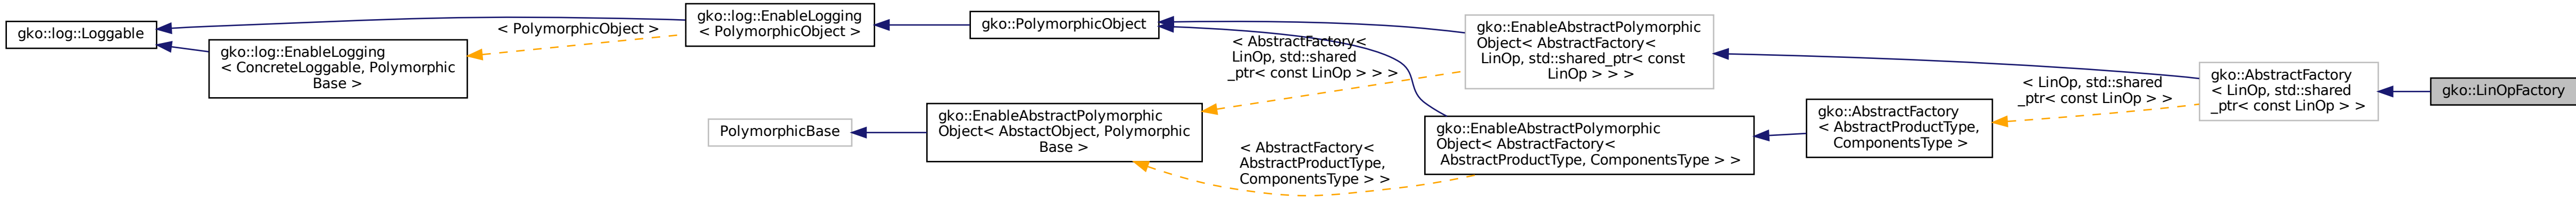 gko::log::Loggable
gko::log::EnableLogging
< ConcreteLoggable, Polymorphic
Base >
< PolymorphicObject >
gko::log::EnableLogging
< PolymorphicObject >
gko::PolymorphicObject
PolymorphicBase
gko::EnableAbstractPolymorphic
Object< AbstactObject, Polymorphic
Base >
< AbstractFactory<
LinOp, std::shared
_ptr< const LinOp > > >
< AbstractFactory<
AbstractProductType,
ComponentsType > >
gko::EnableAbstractPolymorphic
Object< AbstractFactory<
LinOp, std::shared_ptr< const
LinOp > > >
gko::EnableAbstractPolymorphic
Object< AbstractFactory<
AbstractProductType, ComponentsType > >
gko::AbstractFactory
< AbstractProductType,
ComponentsType >
< LinOp, std::shared
_ptr< const LinOp > >
gko::AbstractFactory
< LinOp, std::shared
_ptr< const LinOp > >
gko::LinOpFactory